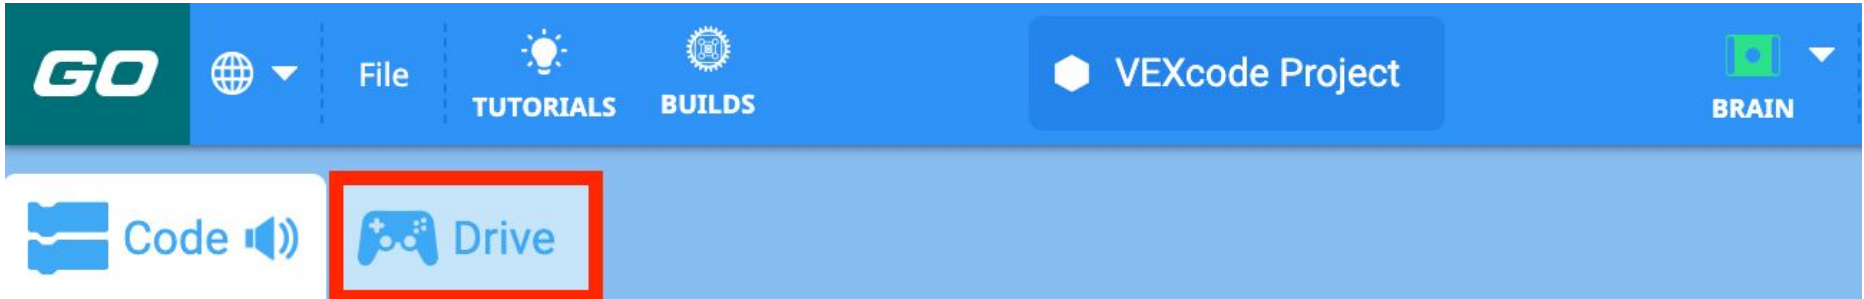 GO
File
TUTORIALS
BUILDS
VEXcode Project
BRAIN
Code
Drive